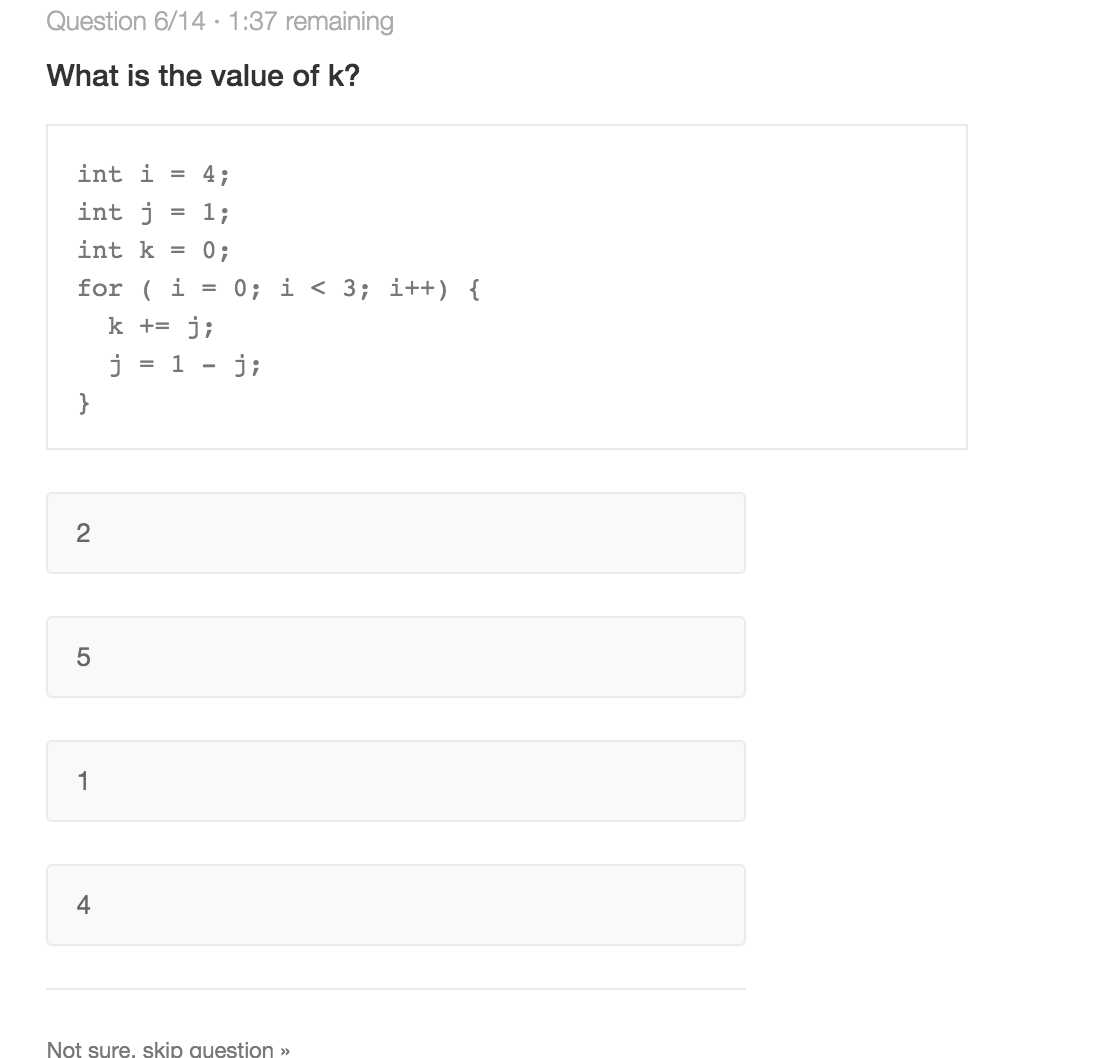 Question 6/14 · 1:37 remaining
What is the value of k?
int i = 4;
int j = 1;
int k = 0;
for ( i = 0; i < 3; i++) {
  k += j;
  j = 1 - j;
}
2
5
1
4
Not sure, skip question »